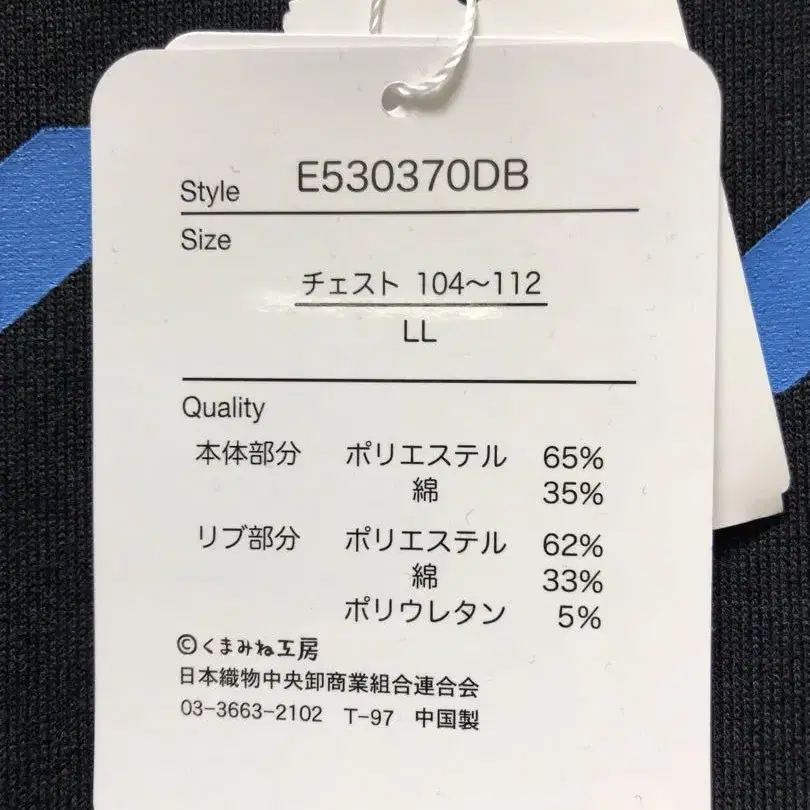 Style E530370DB
Size
チェスト 104～112
LL
Quality
本体部分 ポリエステル 65%
綿 35%
リブ部分 ポリエステル 62%
綿 33%
ポリウレタン 5%
©くまみね工房
日本織物中央卸商業組合連合会
03-3663-2102 T-97 中国製